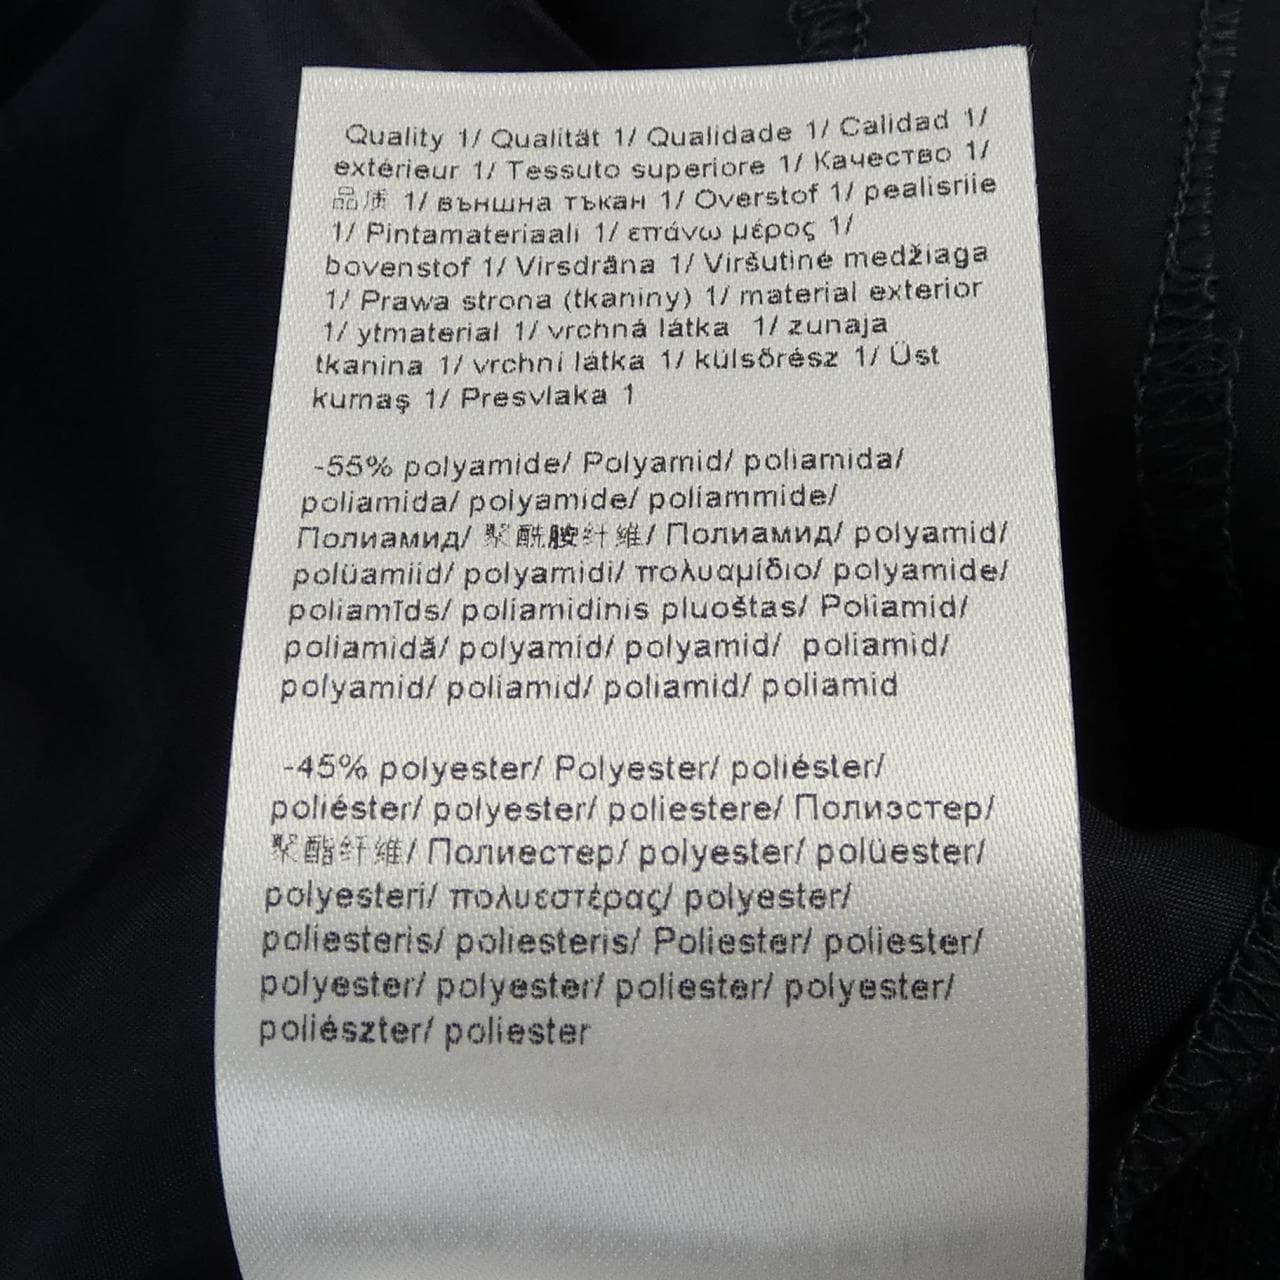 Quality 1/ Qualität 1/ Qualidade 1/ Calidad 1/
extérieur 1/ Tessuto superiore 1/ Качество 1/
品质 1/ външна тъкан 1/ Överstof 1/ pealisriie
1/ Pintamateriaali 1/ επάνω μέρος 1/
bovenstof 1/ Virsdrāna 1/ Viršutinė medžiaga
1/ Prawa strona (tkaniny) 1/ material exterior
1/ ytmaterial 1/ vrchná látka 1/ zunaja
tkanina 1/ vrchní látka 1/ külsőrész 1/ Üst
kumaş 1/ Presvlaka 1
-55% polyamide/ Polyamid/ poliamida/
poliamida/ polyamide/ poliammide/
Полиамид/ 聚酰胺纤维/ Полиамид/ polyamid/
polüamiid/ polyamidi/ πολυαμίδιο/ polyamide/
poliamīds/ poliamidinis pluoštas/ Poliamid/
poliamidă/ polyamid/ polyamid/ poliamid/
polyamid/ poliamid/ poliamid/ poliamid
-45% polyester/ Polyester/ poliéster/
poliéster/ polyester/ poliestere/ Полиэстер/
聚酯纤维/ Полиестер/ polyester/ polüester/
polyesteri/ πολυεστέρας/ polyester/
poliesteris/ poliesteris/ Poliester/ poliester/
polyester/ polyester/ poliester/ polyester/
poliészter/ poliester